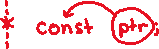 * const ptr;